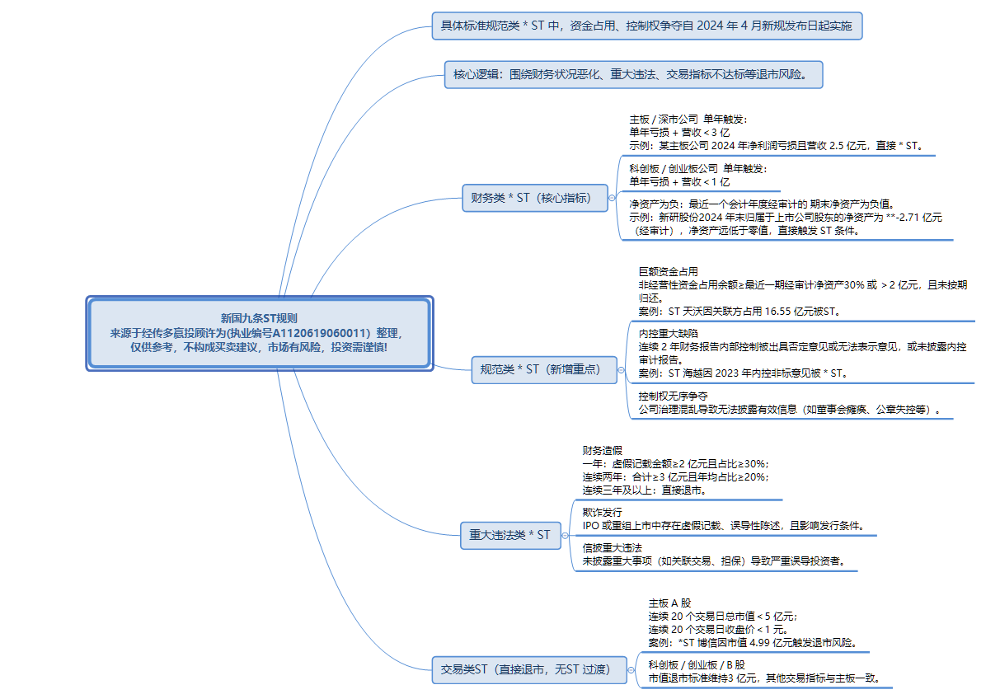 具体标准规范类 * ST 中，资金占用、控制权争夺自 2024 年 4 月新规发布日起实施
核心逻辑：围绕财务状况恶化、重大违法、交易指标不达标等退市风险。
新国九条ST规则
来源于经传多赢投顾许为(执业编号A1120619060011）整理，
仅供参考，不构成买卖建议，市场有风险，投资需谨慎!
财务类 * ST（核心指标）
主板 / 深市公司 单年触发：
单年亏损 + 营收＜3 亿
示例：某主板公司 2024 年净利润亏损且营收 2.5 亿元，直接 * ST。
科创板 / 创业板公司 单年触发：
单年亏损 + 营收＜1 亿
净资产为负：最近一个会计年度经审计的 期末净资产为负值。
示例：新研股份2024 年末归属于上市公司股东的净资产为 **-2.71 亿元
（经审计），净资产远低于零值，直接触发 ST 条件。
规范类 * ST（新增重点）
巨额资金占用
非经营性资金占用余额≥最近一期经审计净资产30% 或 ＞2 亿元，且未按期
归还。
案例：ST 天沃因关联方占用 16.55 亿元被ST。
内控重大缺陷
连续 2 年财务报告内部控制被出具否定意见或无法表示意见，或未披露内控
审计报告。
案例：ST 海越因 2023 年内控非标意见被 * ST。
控制权无序争夺
公司治理混乱导致无法披露有效信息（如董事会瘫痪、公章失控等）。
重大违法类 * ST
财务造假
一年：虚假记载金额≥2 亿元且占比≥30%；
连续两年：合计≥3 亿元且年均占比≥20%；
连续三年及以上：直接退市。
欺诈发行
IPO 或重组上市中存在虚假记载、误导性陈述，且影响发行条件。
信披重大违法
未披露重大事项（如关联交易、担保）导致严重误导投资者。
交易类ST（直接退市，无ST 过渡）
主板 A 股
连续 20 个交易日总市值＜5 亿元；
连续 20 个交易日收盘价＜1 元。
案例：*ST 博信因市值 4.99 亿元触发退市风险。
科创板 / 创业板 / B 股
市值退市标准维持3 亿元，其他交易指标与主板一致。